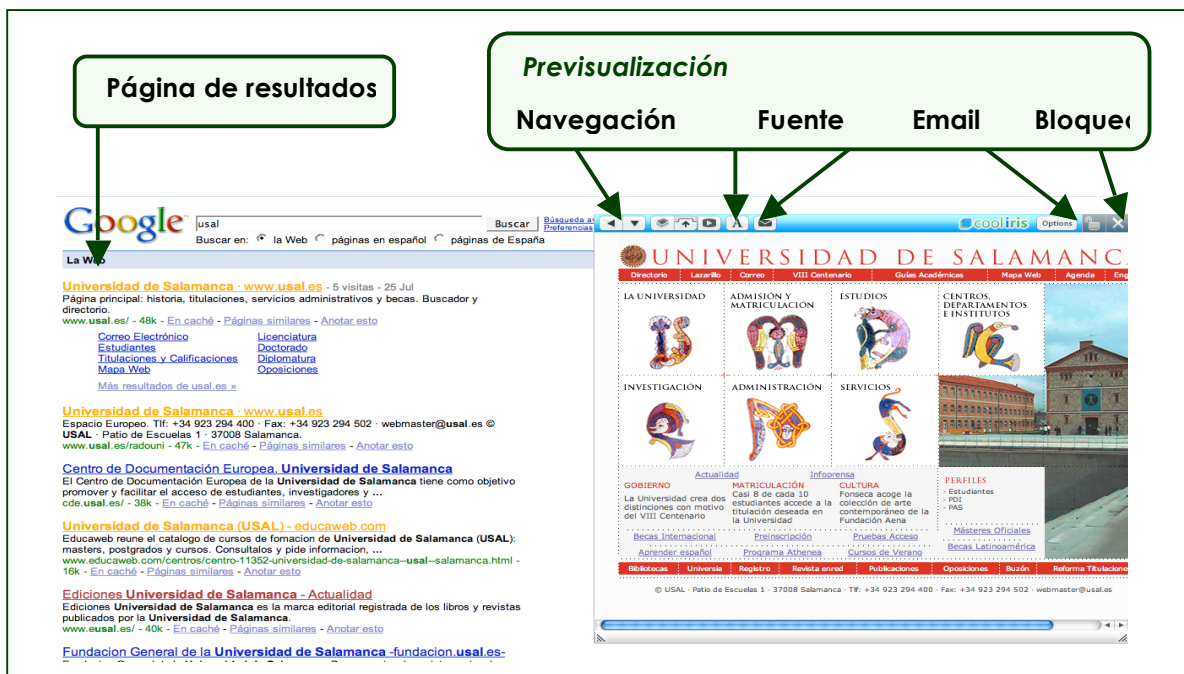 Página de resultados
Previsualización
Navegación Fuente Email Bloqueo
Google
usal
Buscar
Búsqueda av
Preferencias
Buscar en: la Web páginas en español páginas de España
La Web
Universidad de Salamanca · www.usal.es - 5 visitas - 25 Jul
Página principal: historia, titulaciones, servicios administrativos y becas. Buscador y
directorio.
www.usal.es/ - 48k - En caché - Páginas similares - Anotar esto
Correo Electrónico Licenciatura
Estudiantes Doctorado
Titulaciones y Calificaciones Diplomatura
Mapa Web Oposiciones
Más resultados de usal.es »
Universidad de Salamanca · www.usal.es
Espacio Europeo. Tlf: +34 923 294 400 · Fax: +34 923 294 502 · webmaster@usal.es ©
USAL · Patio de Escuelas 1 · 37008 Salamanca.
www.usal.es/radouni - 47k - En caché - Páginas similares - Anotar esto
Centro de Documentación Europea. Universidad de Salamanca
El Centro de Documentación Europea de la Universidad de Salamanca tiene como objetivo
promover y facilitar el acceso de estudiantes, investigadores y ...
cde.usal.es/ - 38k - En caché - Páginas similares - Anotar esto
Universidad de Salamanca (USAL) - educaweb.com
Educaweb reune el catalogo de cursos de fomacion de Universidad de Salamanca (USAL):
masters, postgrados y cursos. Consultalos y pide informacion, ...
www.educaweb.com/centros/centro-11352-universidad-de-salamanca--usal--salamanca.html -
16k - En caché - Páginas similares - Anotar esto
Ediciones Universidad de Salamanca - Actualidad
Ediciones Universidad de Salamanca es la marca editorial registrada de los libros y revistas
publicados por la Universidad de Salamanca.
www.eusal.es/ - 40k - En caché - Páginas similares - Anotar esto
Fundacion General de la Universidad de Salamanca -fundacion.usal.es-
A
cooliris Options
UNIVERSIDAD DE SALAMANCA
Directorio Lazarillo Correo VIII Centenario Guías Académicas Mapa Web Agenda Eng
LA UNIVERSIDAD
ADMISIÓN Y
MATRICULACIÓN
ESTUDIOS
CENTROS,
DEPARTAMENTOS
E INSTITUTOS
INVESTIGACIÓN
ADMINISTRACIÓN
SERVICIOS
Actualidad Infoprensa
GOBIERNO
La Universidad crea dos
distinciones con motivo
del VIII Centenario
MATRICULACIÓN
Casi 8 de cada 10
estudiantes accede a la
titulación deseada en
la Universidad
CULTURA
Fonseca acoge la
colección de arte
contemporáneo de la
Fundación Aena
PERFILES
Estudiantes
PDI
PAS
Becas Internacional Preinscripción Pruebas Acceso Másteres Oficiales
Aprender español Programa Athenea Cursos de Verano Becas Latinoamérica
Bibliotecas Universia Registro Revista enred Publicaciones Oposiciones Buzón Reforma Titulacione
© USAL · Patio de Escuelas 1 · 37008 Salamanca · Tlf: +34 923 294 400 · Fax: +34 923 294 502 · webmaster@usal.es